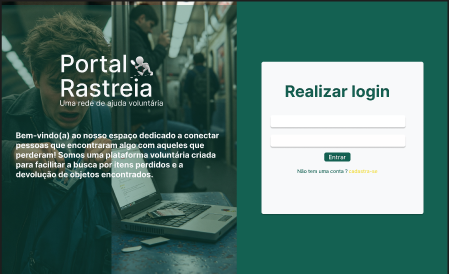 Portal
Rastreia
Uma rede de ajuda voluntária
Bem-vindo(a) ao nosso espaço dedicado a conectar
pessoas que encontraram algo com aqueles que
perderam! Somos uma plataforma voluntária criada
para facilitar a busca por itens perdidos e a
devolução de objetos encontrados.
Realizar login
Entrar
Não tem uma conta ? cadastre-se